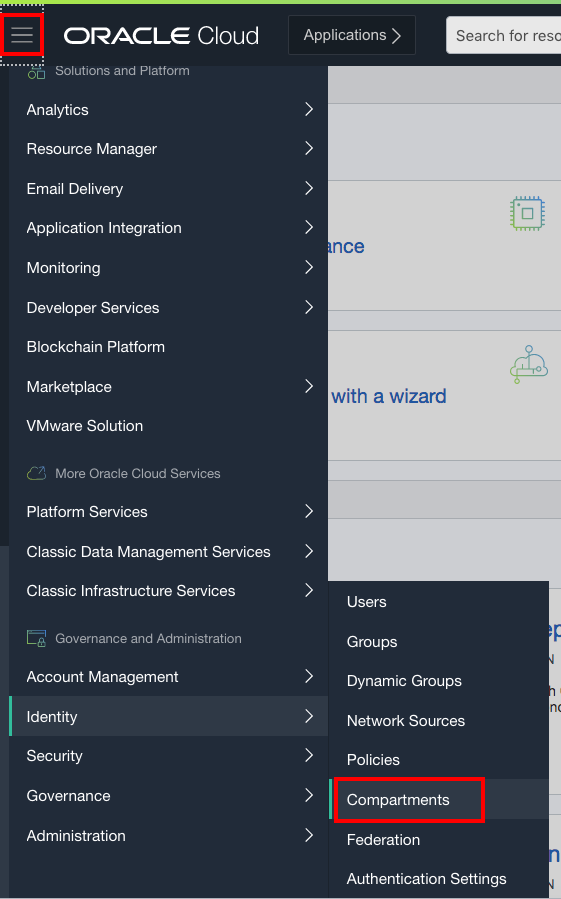 ORACLE Cloud
Applications
Search for reso
Solutions and Platform
Analytics
Resource Manager
Email Delivery
Application Integration
ance
Monitoring
Developer Services
Blockchain Platform
Marketplace
with a wizard
VMware Solution
More Oracle Cloud Services
Platform Services
Classic Data Management Services
Classic Infrastructure Services
Governance and Administration
Account Management
Identity
Security
Governance
Administration
Users
Groups
Dynamic Groups
Network Sources
Policies
Compartments
Federation
Authentication Settings